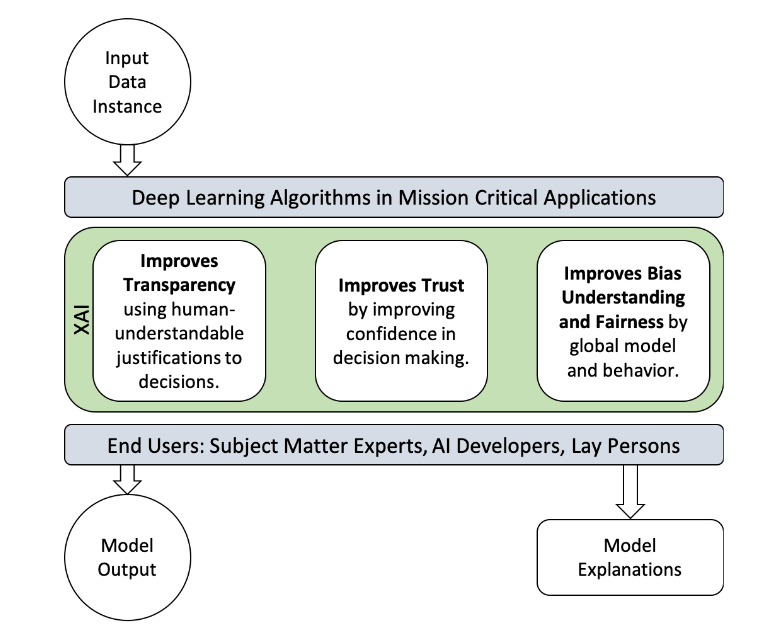 Input
Data
Instance
Deep Learning Algorithms in Mission Critical Applications
XAI
Improves
Transparency
using human-
understandable
justifications to
decisions.
Improves Trust
by improving
confidence in
decision making.
Improves Bias
Understanding
and Fairness by
global model
and behavior.
End Users: Subject Matter Experts, AI Developers, Lay Persons
Model
Output
Model
Explanations